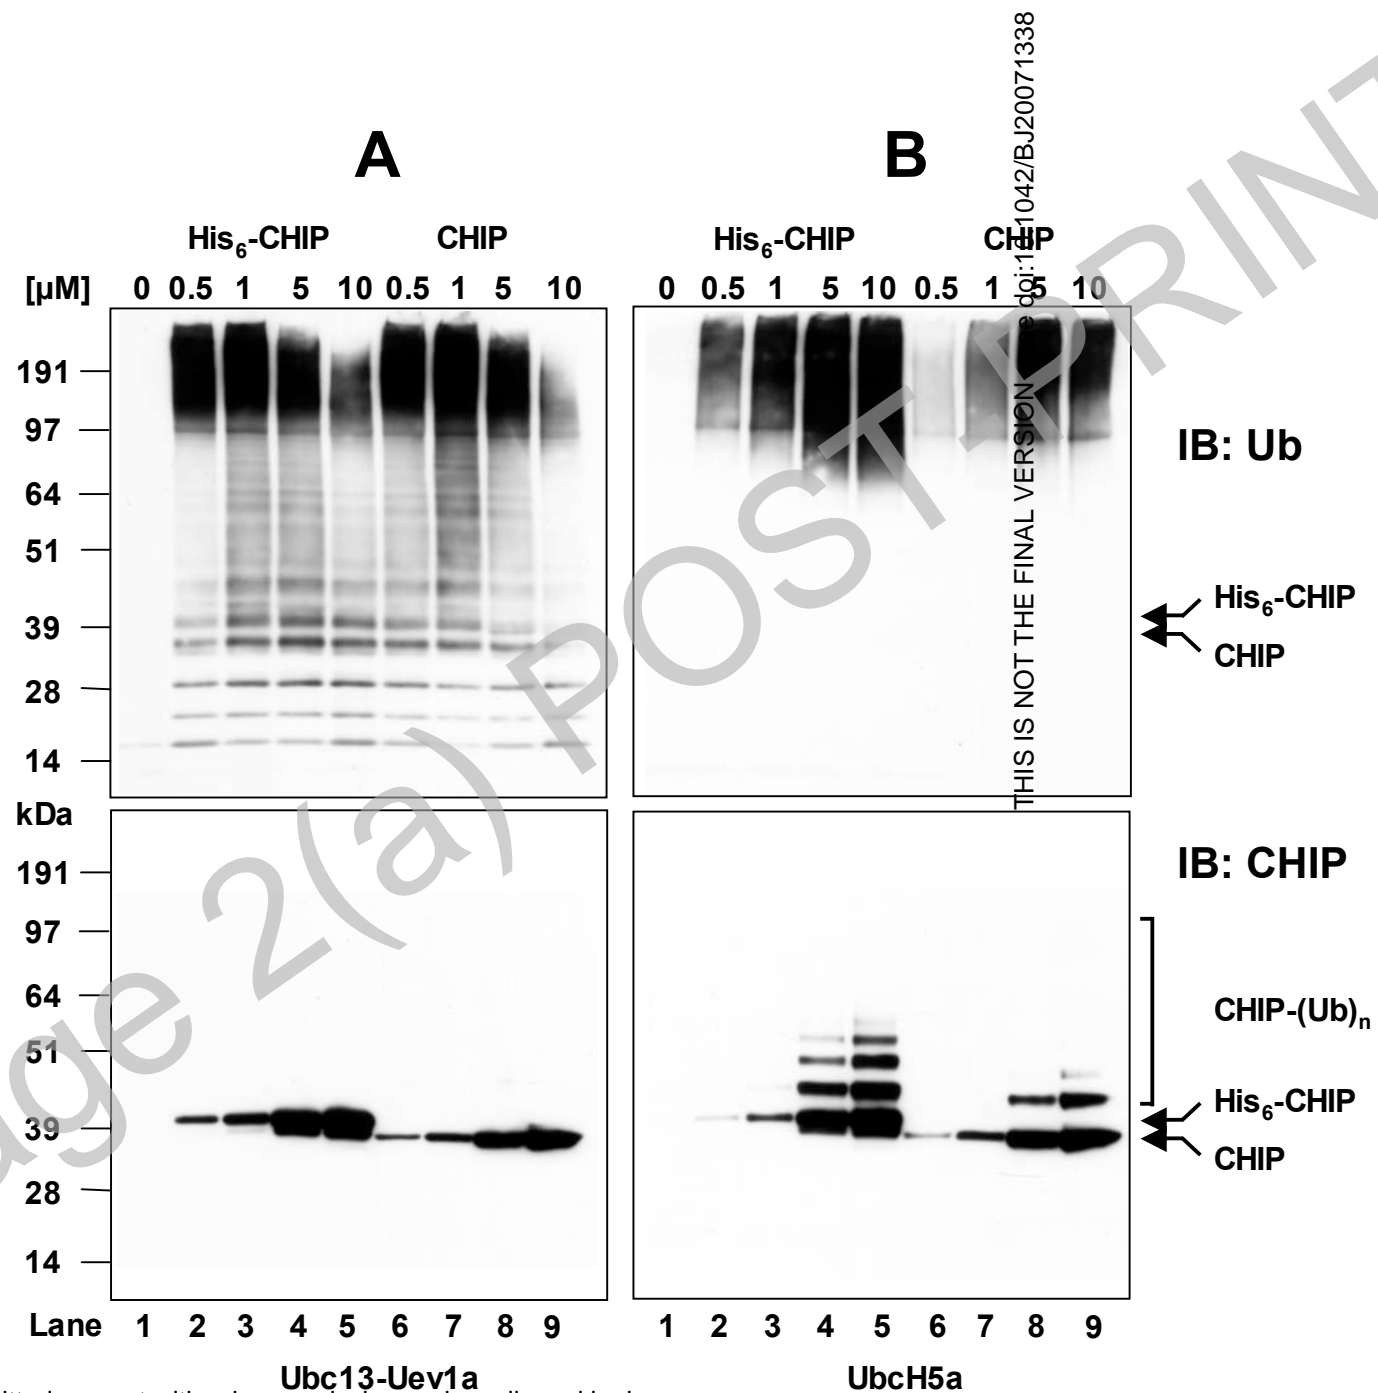 A B
His6-CHIP CHIP His6-CHIP CHIP
[µM] 0 0.5 1 5 10 0.5 1 5 10 0 0.5 1 5 10 0.5 1 5 10
191
97
64
51
39
28
14
IB: Ub
His6-CHIP
CHIP
kDa
191
97
64
51
39
28
14
IB: CHIP
CHIP-(Ub)n
His6-CHIP
CHIP
Lane 1 2 3 4 5 6 7 8 9 1 2 3 4 5 6 7 8 9
Ubc13-Uev1a UbcH5a
THIS IS NOT THE FINAL VERSION
1042/BJ20071338
age 2(a) POST-PRINT